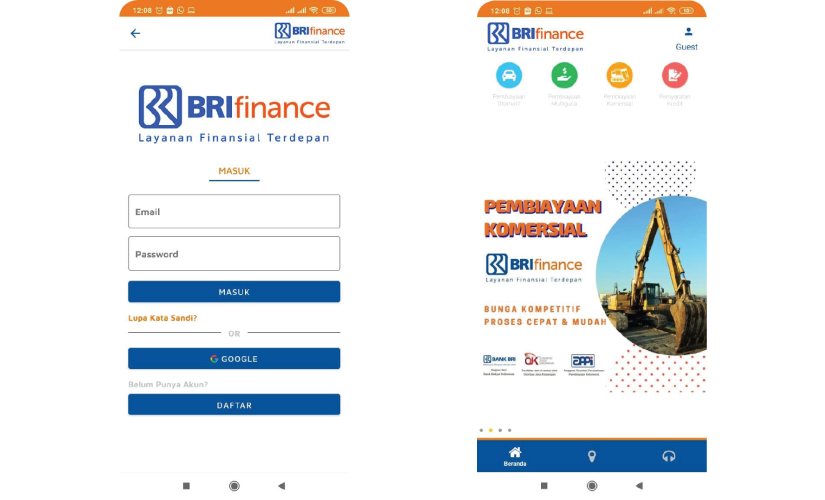 12:08
BRIfinance
Layanan Finansial Terdepan
BRIfinance
Layanan Finansial Terdepan
MASUK
Email
Password
MASUK
Lupa Kata Sandi?
OR
GOOGLE
Belum Punya Akun?
DAFTAR
12:08
BRIfinance
Layanan Finansial Terdepan
Guest
Pembiayaan Otomotif
Pembiayaan Multiguna
Pembiayaan Komersial
Pengajuan Kredit
PEMBIAYAAN
KOMERSIAL
BRIfinance
Layanan Finansial Terdepan
BUNGA KOMPETITIF
PROSES CEPAT & MUDAH
BANK BRI
OJK
APPI
Beranda